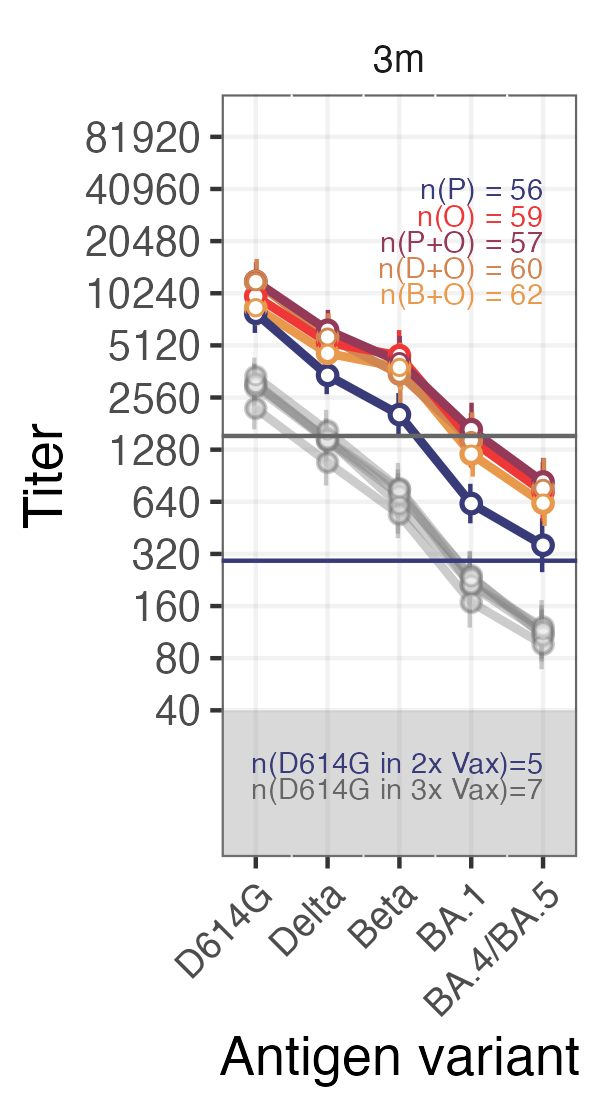 3m
81920
40960
20480
10240
5120
2560
1280
640
320
160
80
40
Titer
n(P) = 56
n(O) = 59
n(P+O) = 57
n(D+O) = 60
n(B+O) = 62
n(D614G in 2x Vax)=5
n(D614G in 3x Vax)=7
D614G
Delta
Beta
BA.1
BA.4/BA.5
Antigen variant